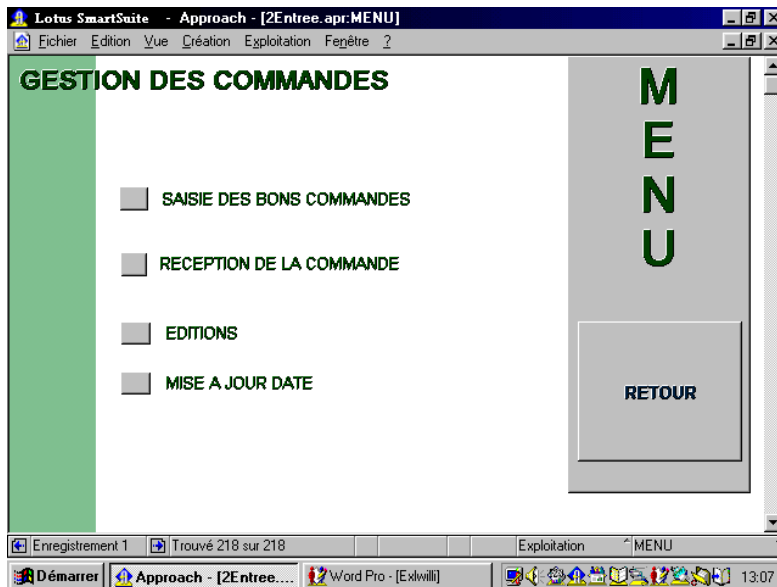 Lotus SmartSuite - Approach - [2Entree.apr:MENU]
Fichier Edition Vue Création Exploitation Fenêtre ?
GESTION DES COMMANDES
SAISIE DES BONS COMMANDES
RECEPTION DE LA COMMANDE
EDITIONS
MISE A JOUR DATE
M
E
N
U
RETOUR
Enregistrement 1 Trouvé 218 sur 218 Exploitation MENU
Démarrer Approach - [2Entree.... Word Pro - [Exlwilli] 13:07